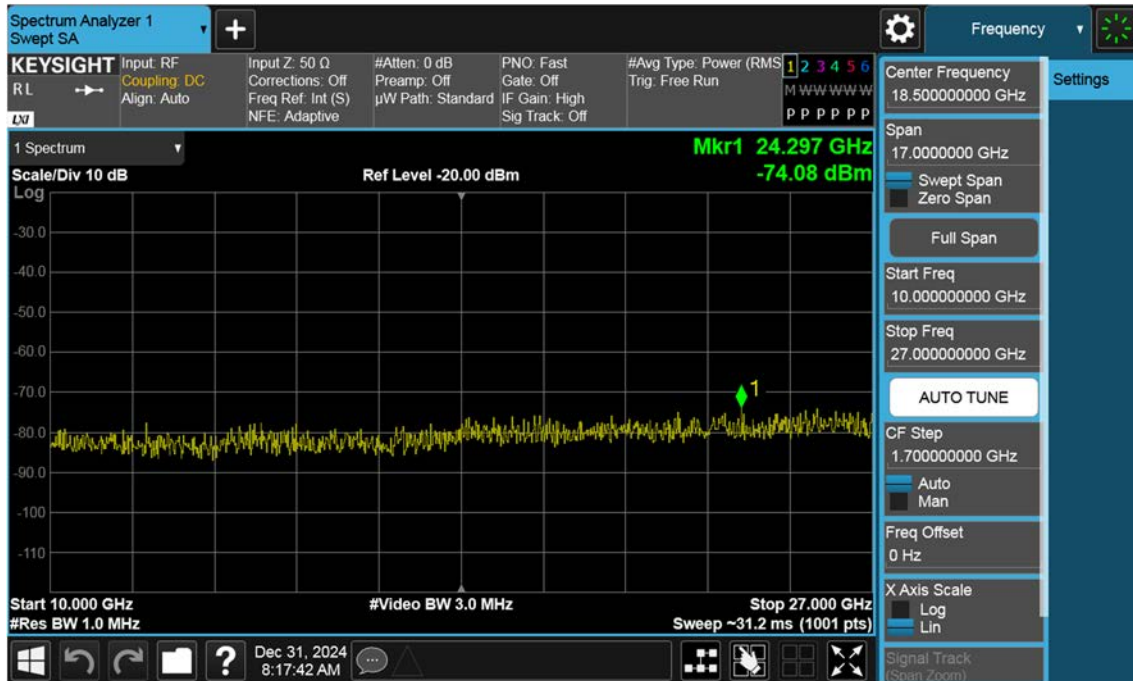 Spectrum Analyzer 1
Swept SA
Frequency
KEYSIGHT
RL
LXI
Input: RF
Coupling: DC
Align: Auto
Input Z: 50 Ω
Corrections: Off
Freq Ref: Int (S)
NFE: Adaptive
#Atten: 0 dB
Preamp: Off
µW Path: Standard
PNO: Fast
Gate: Off
IF Gain: High
Sig Track: Off
#Avg Type: Power (RMS
Trig: Free Run
1 2 3 4 5 6
M W W W W W
P P P P P P
1 Spectrum
Mkr1 24.297 GHz
Scale/Div 10 dB
Ref Level -20.00 dBm
-74.08 dBm
Log
-30.0
-40.0
-50.0
-60.0
-70.0
1
-80.0
-90.0
-100
-110
Start 10.000 GHz
#Video BW 3.0 MHz
Stop 27.000 GHz
#Res BW 1.0 MHz
Sweep ~31.2 ms (1001 pts)
Center Frequency
18.500000000 GHz
Settings
Span
17.0000000 GHz
Swept Span
Zero Span
Full Span
Start Freq
10.000000000 GHz
Stop Freq
27.000000000 GHz
AUTO TUNE
CF Step
1.700000000 GHz
Auto
Man
Freq Offset
0 Hz
X Axis Scale
Log
Lin
Signal Track
(Span Zoom)
?
Dec 31, 2024
8:17:42 AM